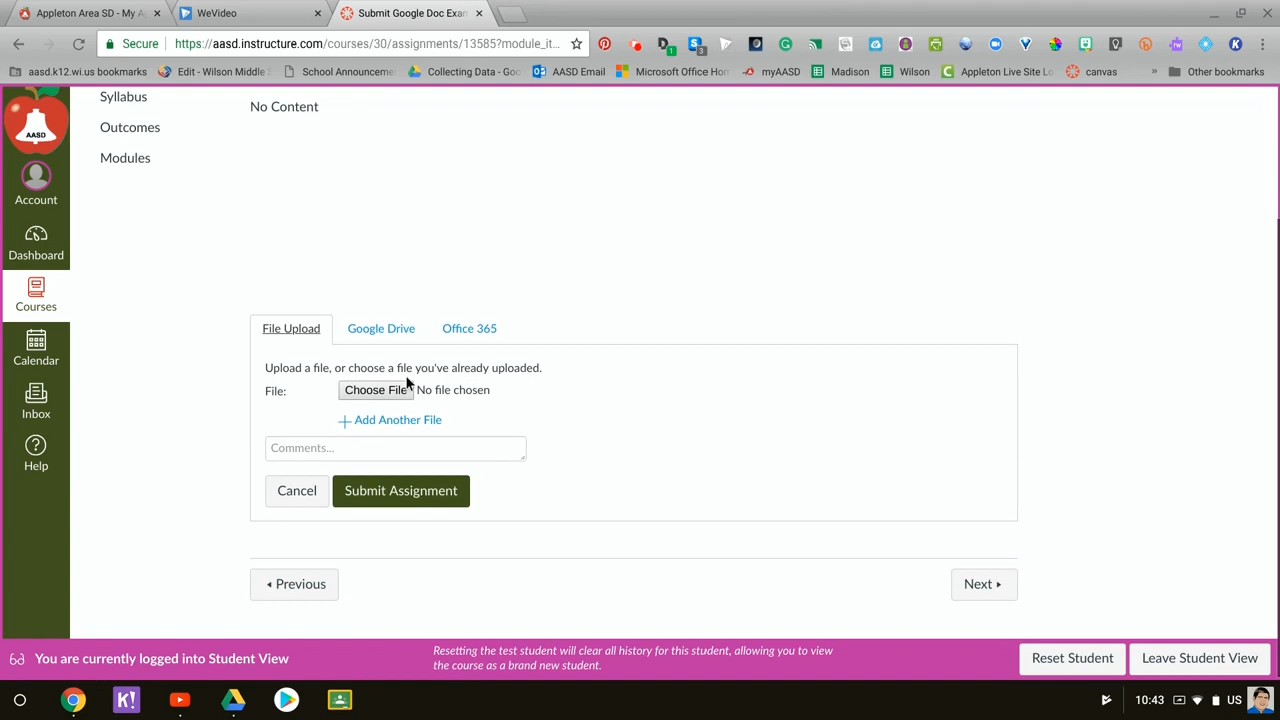 Appleton Area SD - My A
WeVideo
Submit Google Doc Exam
Secure
https://aasd.instructure.com/courses/30/assignments/13585?module_it...
1
3
aasd.k12.wi.us bookmarks
Edit - Wilson Middle S
School Announcemen
Collecting Data - Goo
AASD Email
Microsoft Office Hom
myAASD
Madison
Wilson
Appleton Live Site Lo
canvas
»
Other bookmarks
AASD
Account
Dashboard
Courses
Calendar
Inbox
Help
Syllabus
Outcomes
Modules
No Content
File Upload
Google Drive
Office 365
Upload a file, or choose a file you've already uploaded.
File:
Choose File
No file chosen
Add Another File
Comments...
Cancel
Submit Assignment
Previous
Next
You are currently logged into Student View
Resetting the test student will clear all history for this student, allowing you to view
the course as a brand new student.
Reset Student
Leave Student View
K!
10:43
US